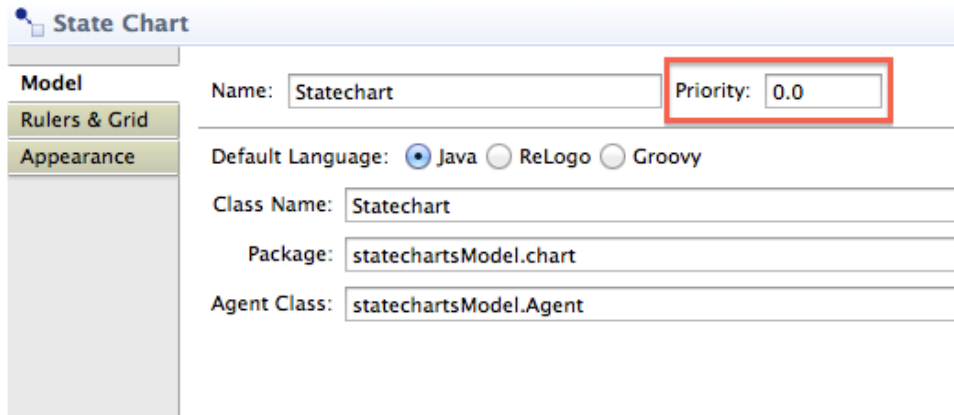 State Chart
Model
Rulers & Grid
Appearance
Name: Statechart Priority: 0.0
Default Language: Java ReLogo Groovy
Class Name: Statechart
Package: statechartsModel.chart
Agent Class: statechartsModel.Agent